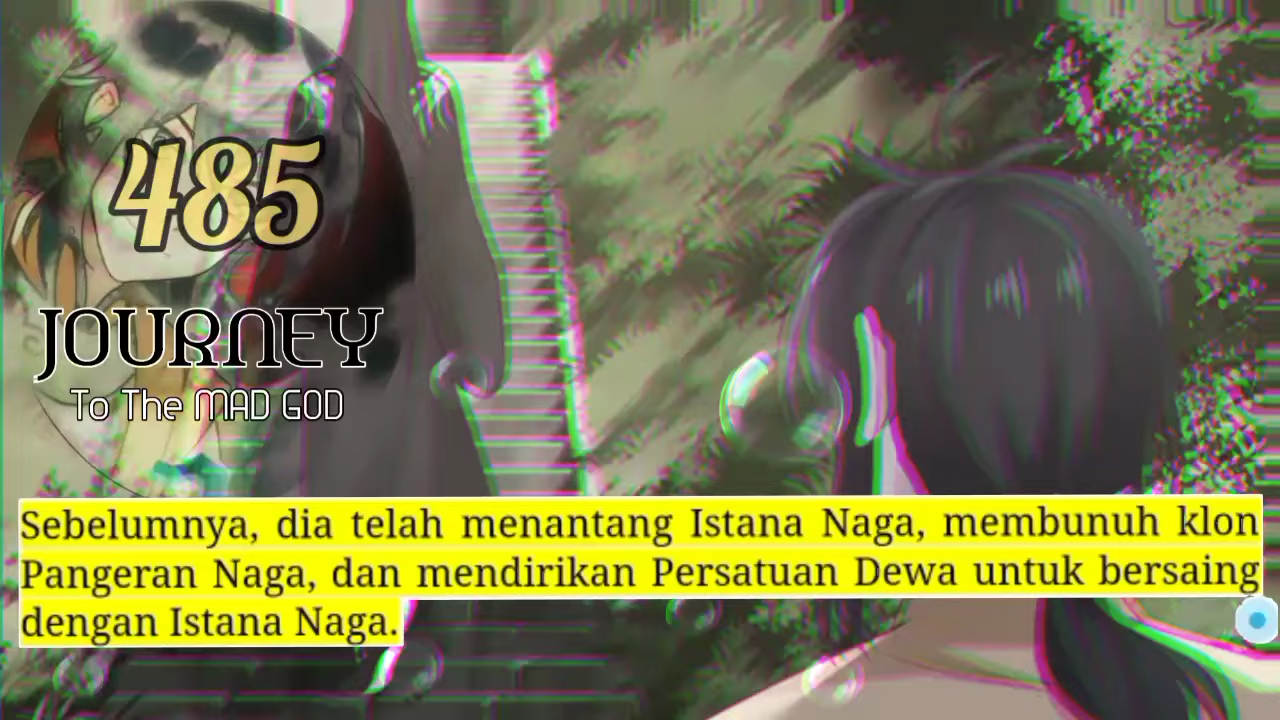 485
JOURNEY
To The MAD GOD
Sebelumnya, dia telah menantang Istana Naga, membunuh klon
Pangeran Naga, dan mendirikan Persatuan Dewa untuk bersaing
dengan Istana Naga.